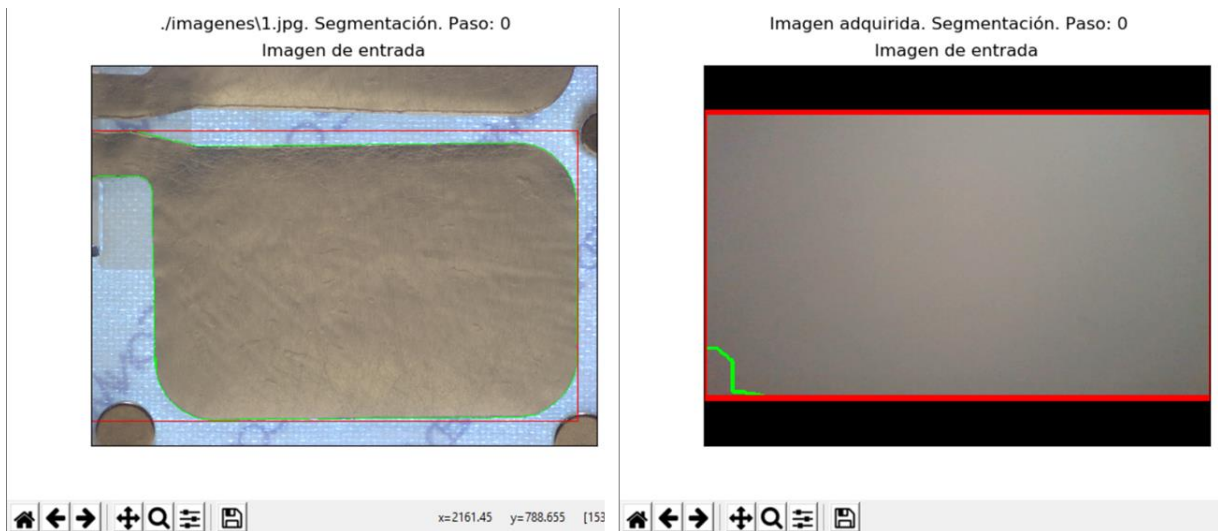 ./imagenes\1.jpg. Segmentación. Paso: 0
Imagen de entrada
x=2161.45 y=788.655 [153
Imagen adquirida. Segmentación. Paso: 0
Imagen de entrada